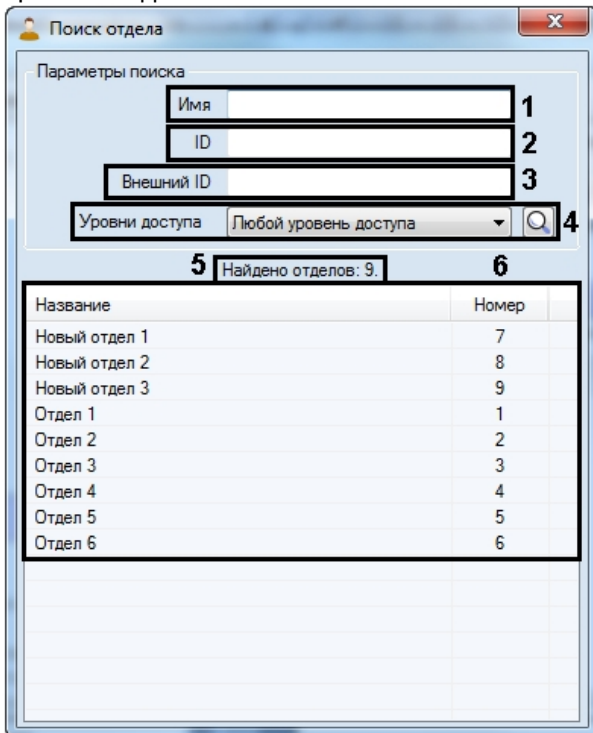 Поиск отдела
Параметры поиска
Имя 1
ID 2
Внешний ID 3
Уровни доступа Любой уровень доступа 4
5 Найдено отделов: 9. 6
Название Номер
Новый отдел 1 7
Новый отдел 2 8
Новый отдел 3 9
Отдел 1 1
Отдел 2 2
Отдел 3 3
Отдел 4 4
Отдел 5 5
Отдел 6 6